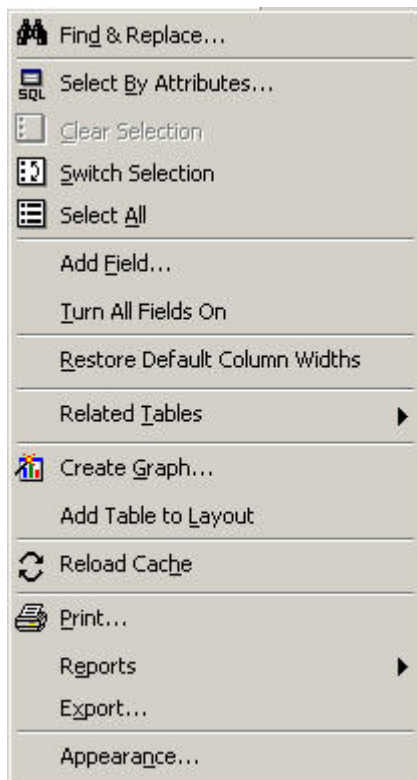 Find & Replace...
SQL Select By Attributes...
Clear Selection
Switch Selection
Select All
Add Field...
Turn All Fields On
Restore Default Column Widths
Related Tables
Create Graph...
Add Table to Layout
Reload Cache
Print...
Reports
Export...
Appearance...